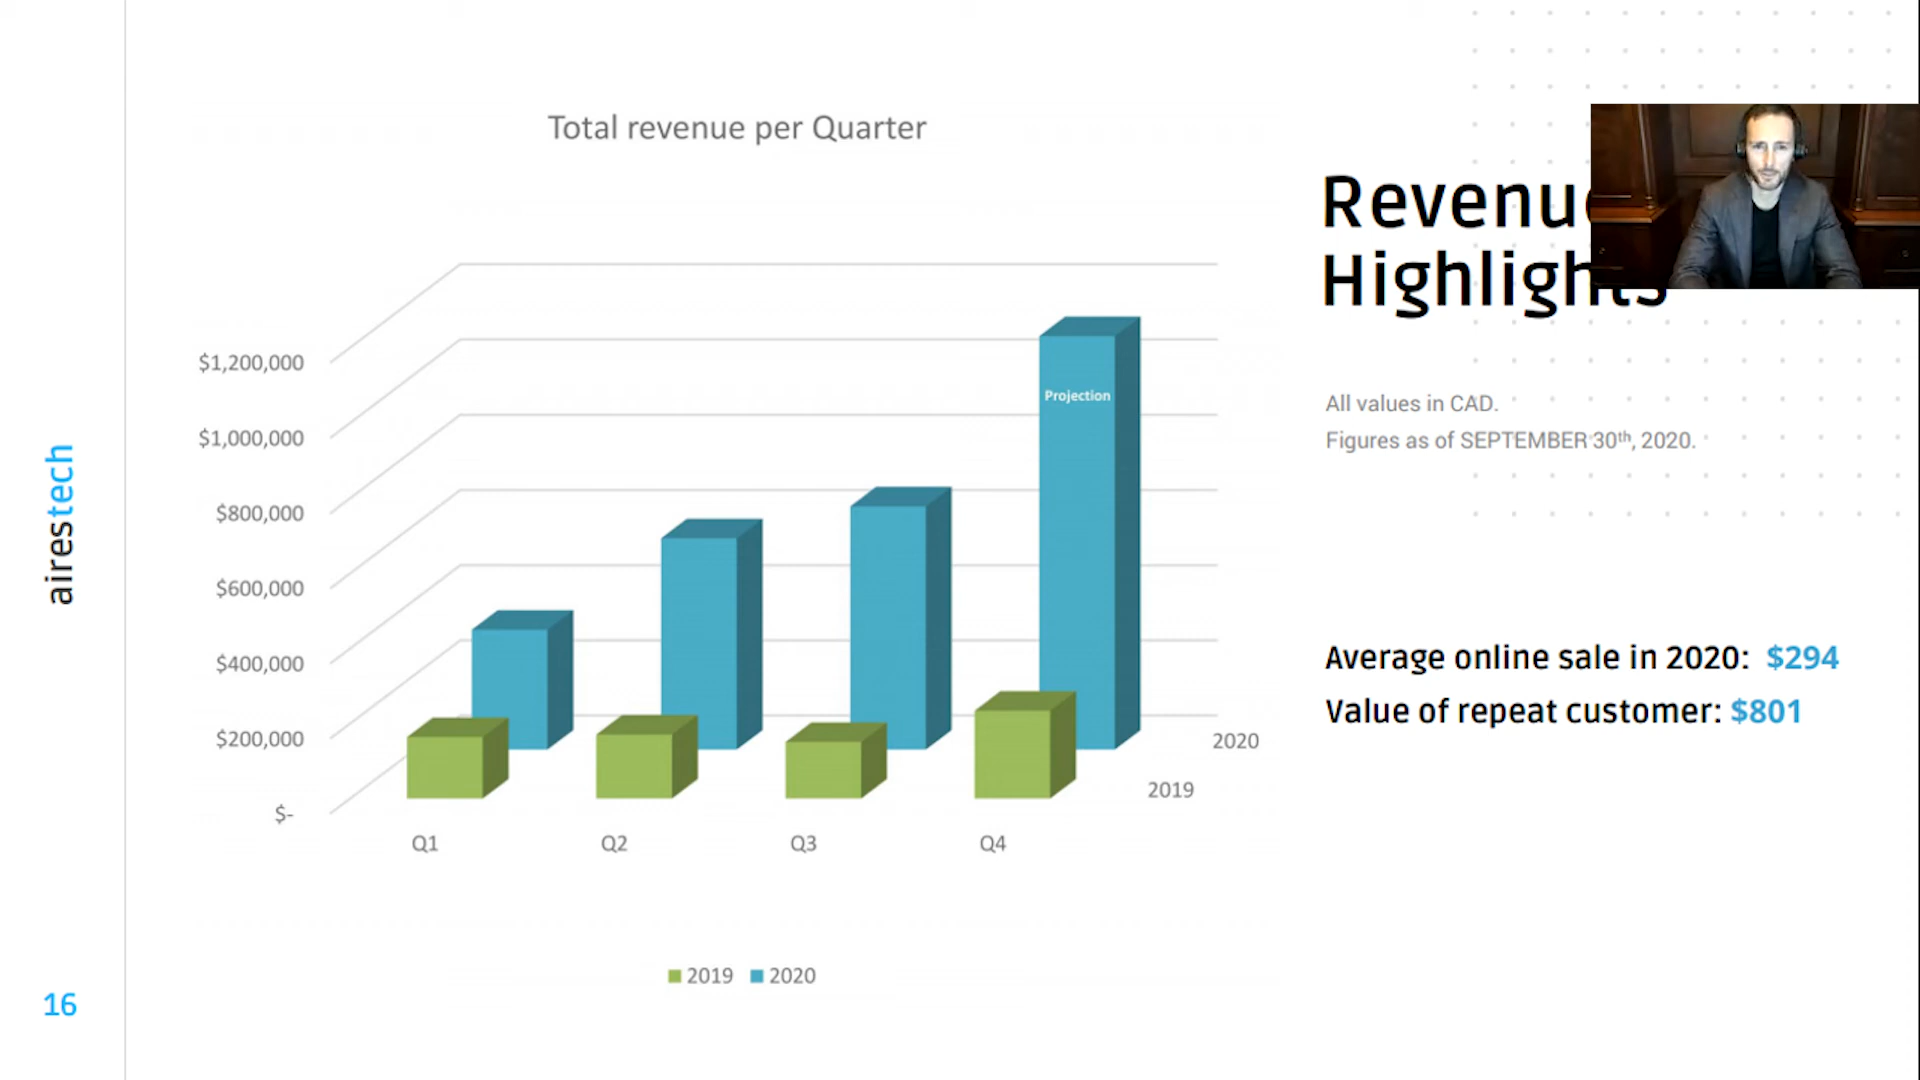 Total revenue per Quarter
$1,200,000
$1,000,000
$800,000
$600,000
$400,000
$200,000
$-
Projection
2020
2019
Q1 Q2 Q3 Q4
2019 2020
Revenue
Highlights
All values in CAD.
Figures as of SEPTEMBER 30th, 2020.
Average online sale in 2020: $294
Value of repeat customer: $801
airestech
16